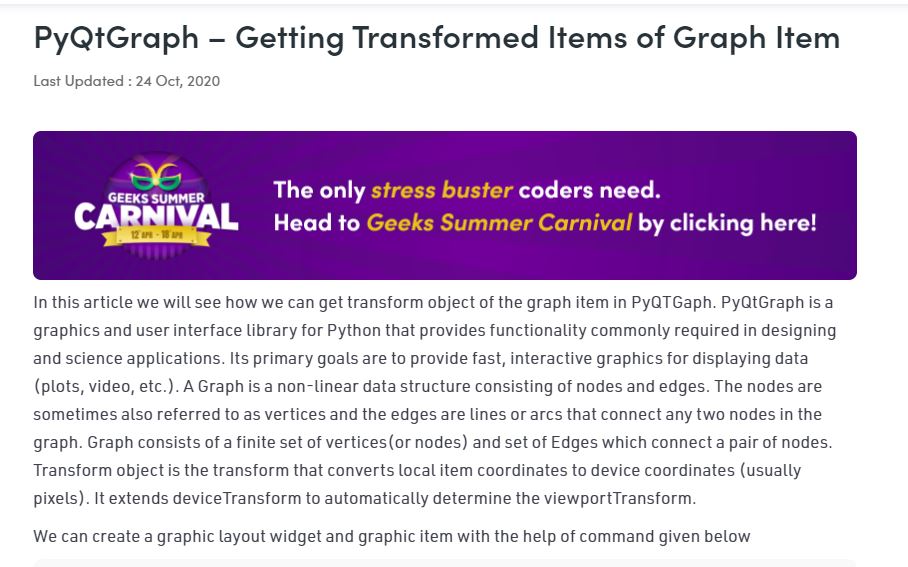 PyQtGraph – Getting Transformed Items of Graph Item
Last Updated : 24 Oct, 2020
GEEKS SUMMER
CARNIVAL
12 APR - 18 APR
The only stress buster coders need.
Head to Geeks Summer Carnival by clicking here!
In this article we will see how we can get transform object of the graph item in PyQTGaph. PyQtGraph is a
graphics and user interface library for Python that provides functionality commonly required in designing
and science applications. Its primary goals are to provide fast, interactive graphics for displaying data
(plots, video, etc.). A Graph is a non-linear data structure consisting of nodes and edges. The nodes are
sometimes also referred to as vertices and the edges are lines or arcs that connect any two nodes in the
graph. Graph consists of a finite set of vertices(or nodes) and set of Edges which connect a pair of nodes.
Transform object is the transform that converts local item coordinates to device coordinates (usually
pixels). It extends deviceTransform to automatically determine the viewportTransform.
We can create a graphic layout widget and graphic item with the help of command given below